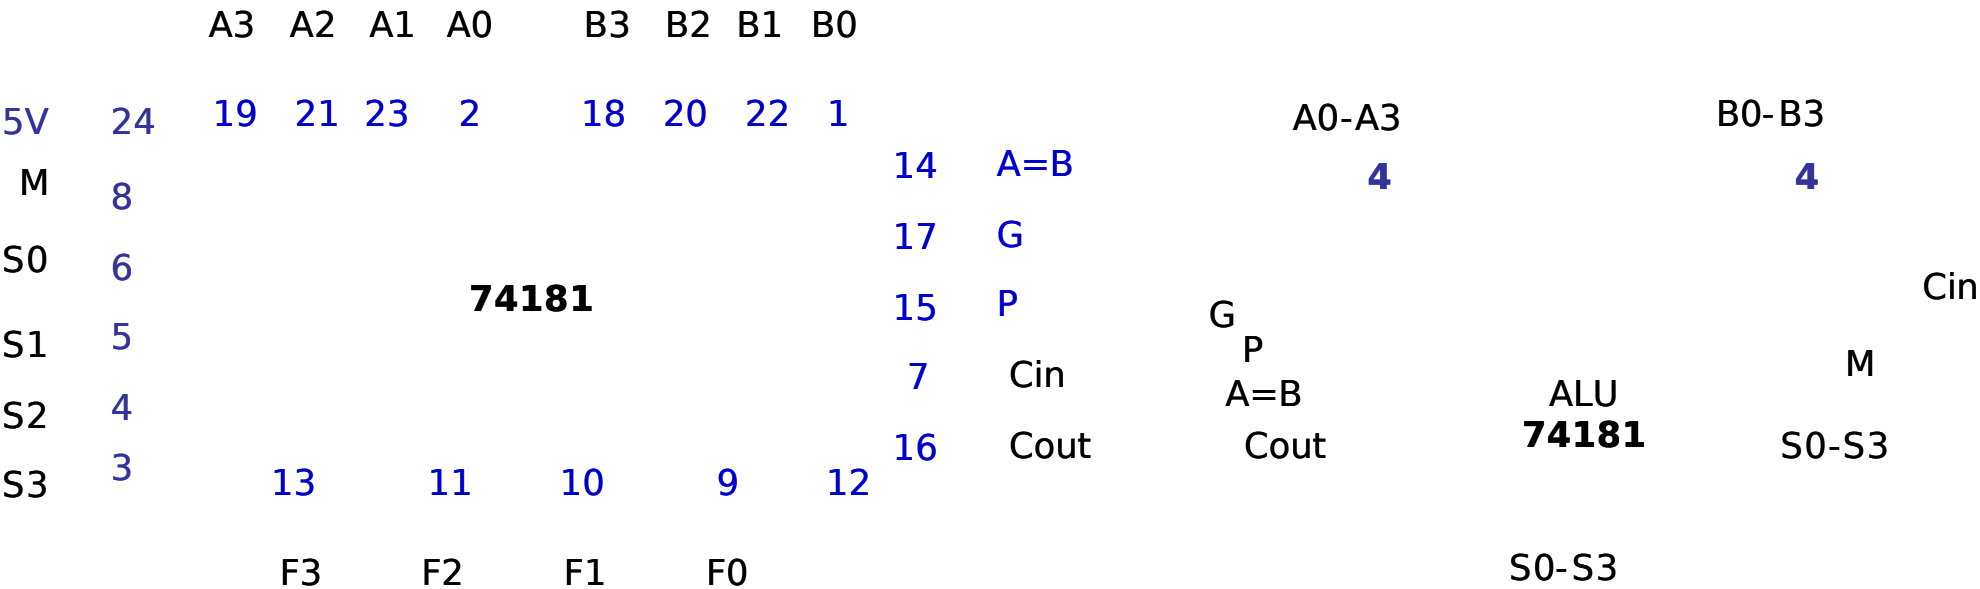 A3 A2 A1 A0 B3 B2 B1 B0
5V 24 19 21 23 2 18 20 22 1 A0-A3 B0-B3
14 A=B 4 4
M 8
17 G
S0 6
74181 15 P G Cin
S1 5 P
7 Cin A=B ALU M
S2 4 74181
16 Cout Cout S0-S3
S3 3 13 11 10 9 12
F3 F2 F1 F0 S0-S3